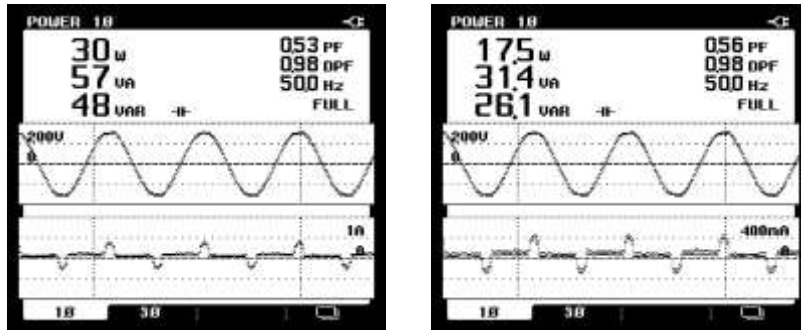 POWER 1Ø
30 W
57 VA
48 VAR
0.53 PF
0.98 DPF
50.0 Hz
FULL
200V
0
1A
0
1Ø
3Ø
POWER 1Ø
17.5 W
31.4 VA
26.1 VAR
0.56 PF
0.98 DPF
50.0 Hz
FULL
200V
0
400mA
0
1Ø
3Ø